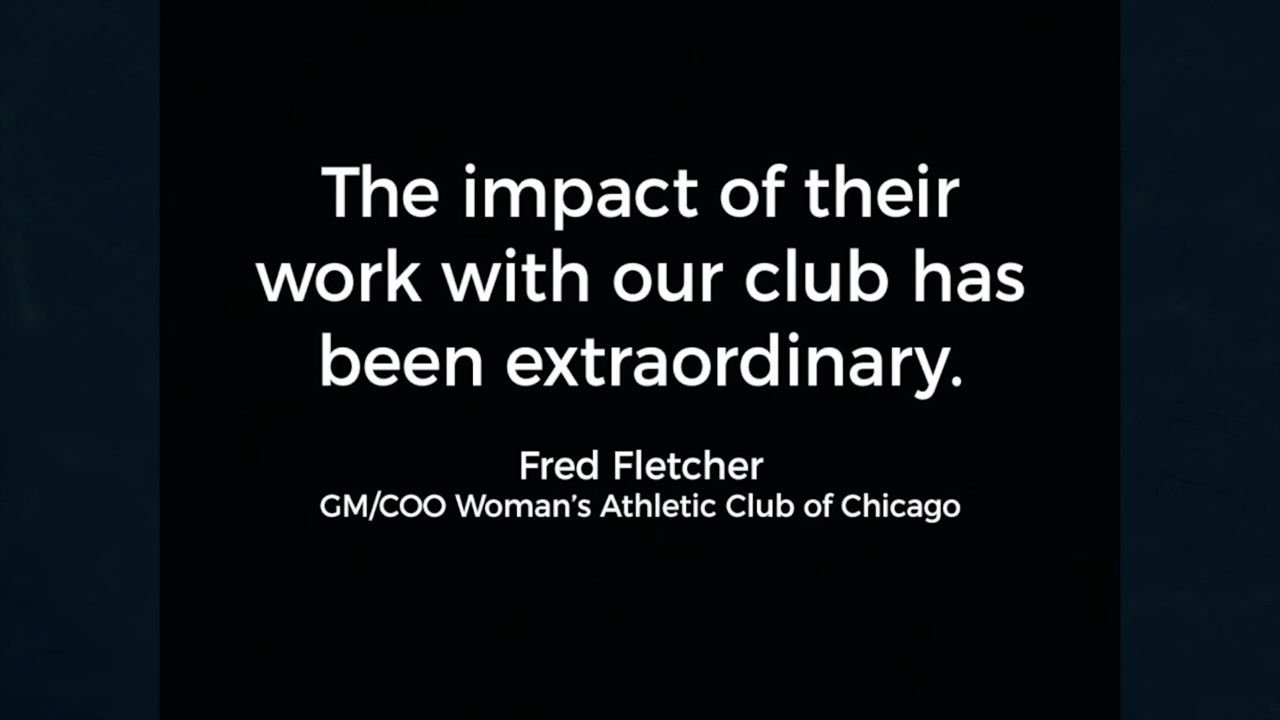 The impact of their
work with our club has
been extraordinary.
Fred Fletcher
GM/COO Woman’s Athletic Club of Chicago